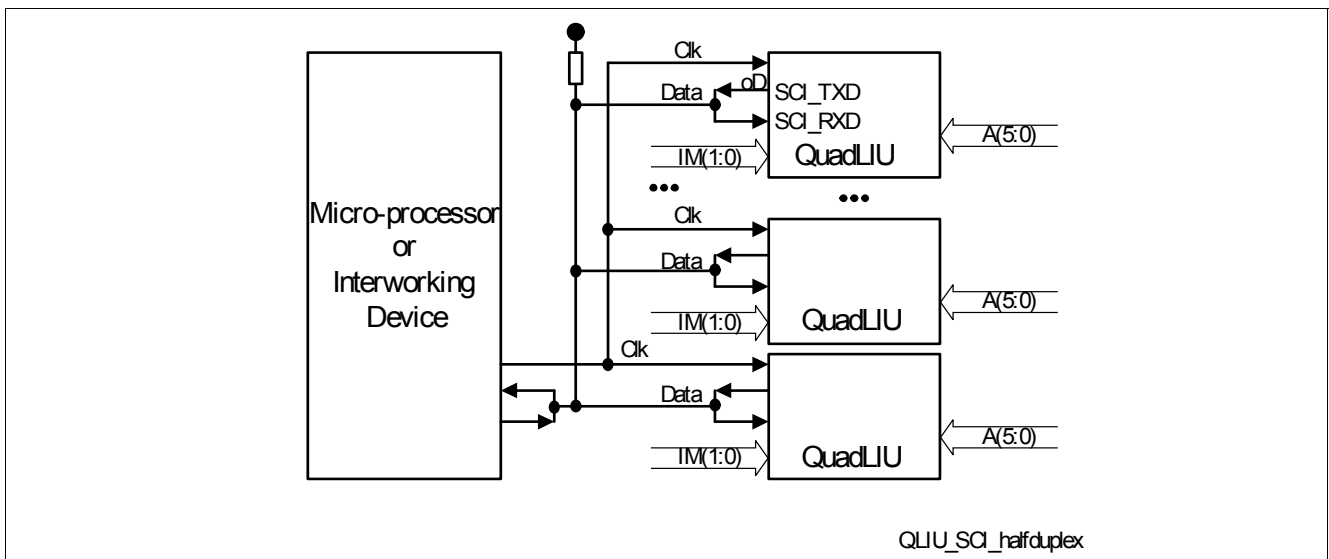 Clk
oD
Data
SCI_TXD
SCI_RXD
A(5:0)
IM(1:0)
QuadLIU
•••
•••
Micro-processor
or
Interworking
Device
Clk
Data
A(5:0)
IM(1:0)
QuadLIU
Clk
Data
A(5:0)
IM(1:0)
QuadLIU
QLIU_SCI_halfduplex